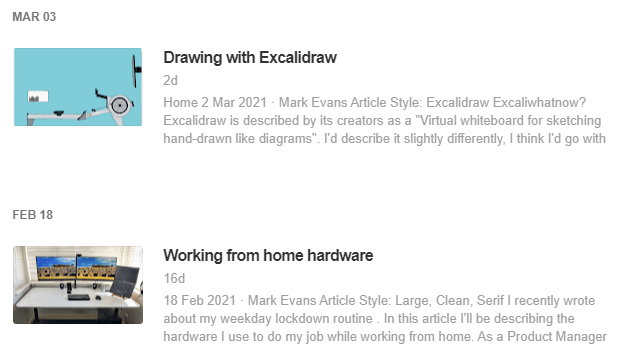 MAR 03
Drawing with Excalidraw
2d
Home 2 Mar 2021 · Mark Evans Article Style: Excalidraw Excaliwhatnow?
Excalidraw is described by its creators as a "Virtual whiteboard for sketching
hand-drawn like diagrams". I'd describe it slightly differently, I think I'd go with
FEB 18
Working from home hardware
16d
18 Feb 2021 · Mark Evans Article Style: Large, Clean, Serif I recently wrote
about my weekday lockdown routine . In this article I'll be describing the
hardware I use to do my job while working from home. As a Product Manager